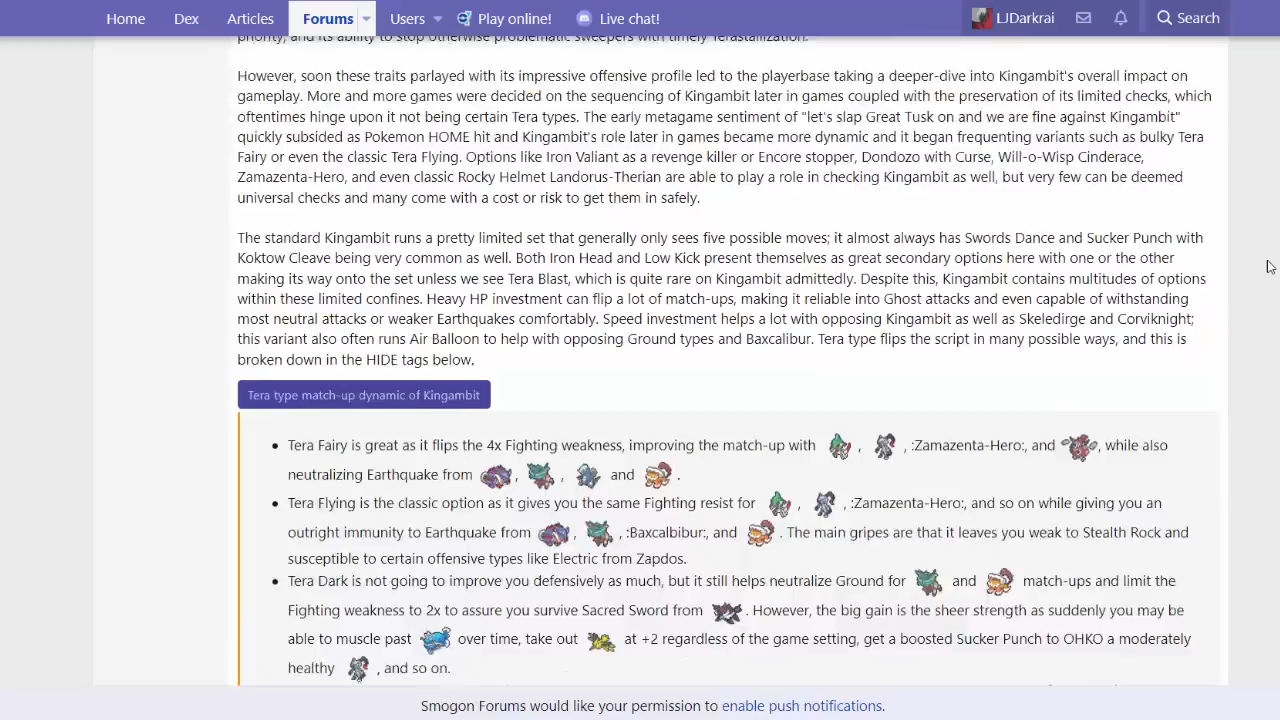 Home Dex Articles Forums Users Play online! Live chat! LJDarkrai Search
priority, and its ability to stop otherwise problematic sweepers with timely Terastallization.
However, soon these traits parlayed with its impressive offensive profile led to the playerbase taking a deeper-dive into Kingambit's overall impact on
gameplay. More and more games were decided on the sequencing of Kingambit later in games coupled with the preservation of its limited checks, which
oftentimes hinge upon it not being certain Tera types. The early metagame sentiment of "let's slap Great Tusk on and we are fine against Kingambit"
quickly subsided as Pokemon HOME hit and Kingambit's role later in games became more dynamic and it began frequenting variants such as bulky Tera
Fairy or even the classic Tera Flying. Options like Iron Valiant as a revenge killer or Encore stopper, Dondozo with Curse, Will-o-Wisp Cinderace,
Zamazenta-Hero, and even classic Rocky Helmet Landorus-Therian are able to play a role in checking Kingambit as well, but very few can be deemed
universal checks and many come with a cost or risk to get them in safely.
The standard Kingambit runs a pretty limited set that generally only sees five possible moves; it almost always has Swords Dance and Sucker Punch with
Koktow Cleave being very common as well. Both Iron Head and Low Kick present themselves as great secondary options here with one or the other
making its way onto the set unless we see Tera Blast, which is quite rare on Kingambit admittedly. Despite this, Kingambit contains multitudes of options
within these limited confines. Heavy HP investment can flip a lot of match-ups, making it reliable into Ghost attacks and even capable of withstanding
most neutral attacks or weaker Earthquakes comfortably. Speed investment helps a lot with opposing Kingambit as well as Skeledirge and Corviknight;
this variant also often runs Air Balloon to help with opposing Ground types and Baxcalibur. Tera type flips the script in many possible ways, and this is
broken down in the HIDE tags below.
Tera type match-up dynamic of Kingambit
• Tera Fairy is great as it flips the 4x Fighting weakness, improving the match-up with , , :Zamazenta-Hero:, and , while also
neutralizing Earthquake from , , and .
• Tera Flying is the classic option as it gives you the same Fighting resist for , , :Zamazenta-Hero:, and so on while giving you an
outright immunity to Earthquake from , , :Baxcalbibur:, and . The main gripes are that it leaves you weak to Stealth Rock and
susceptible to certain offensive types like Electric from Zapdos.
• Tera Dark is not going to improve you defensively as much, but it still helps neutralize Ground for and match-ups and limit the
Fighting weakness to 2x to assure you survive Sacred Sword from . However, the big gain is the sheer strength as suddenly you may be
able to muscle past over time, take out at +2 regardless of the game setting, get a boosted Sucker Punch to OHKO a moderately
healthy , and so on.
Smogon Forums would like your permission to enable push notifications.